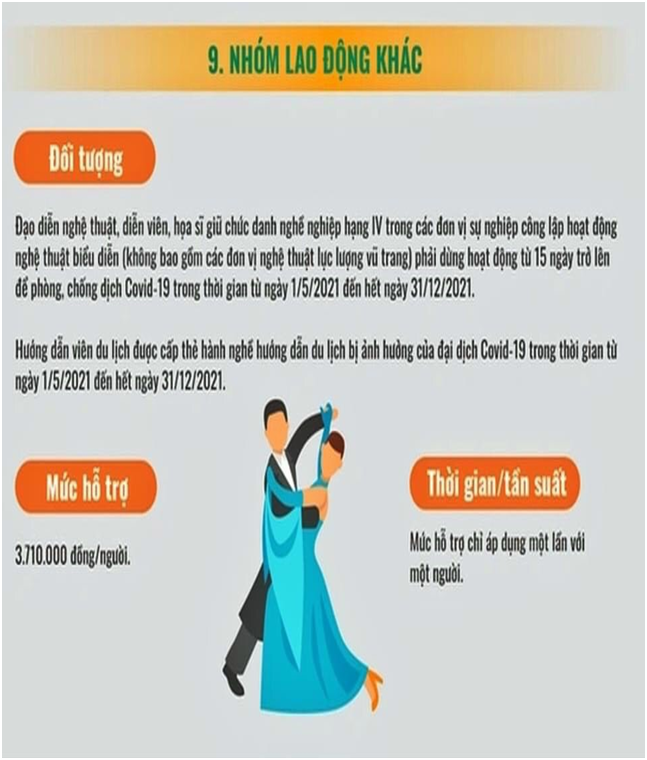 9. NHÓM LAO ĐỘNG KHÁC
Đối tượng
Đạo diễn nghệ thuật, diễn viên, họa sĩ giữ chức danh nghề nghiệp hạng IV trong các đơn vị sự nghiệp công lập hoạt động
nghệ thuật biểu diễn (không bao gồm các đơn vị nghệ thuật lực lượng vũ trang) phải dừng hoạt động từ 15 ngày trở lên
để phòng, chống dịch Covid-19 trong thời gian từ ngày 1/5/2021 đến hết ngày 31/12/2021.
Hướng dẫn viên du lịch được cấp thẻ hành nghề hướng dẫn du lịch bị ảnh hưởng của đại dịch Covid-19 trong thời gian từ
ngày 1/5/2021 đến hết ngày 31/12/2021.
Mức hỗ trợ
3.710.000 đồng/người.
Thời gian/tần suất
Mức hỗ trợ chỉ áp dụng một lần với
một người.